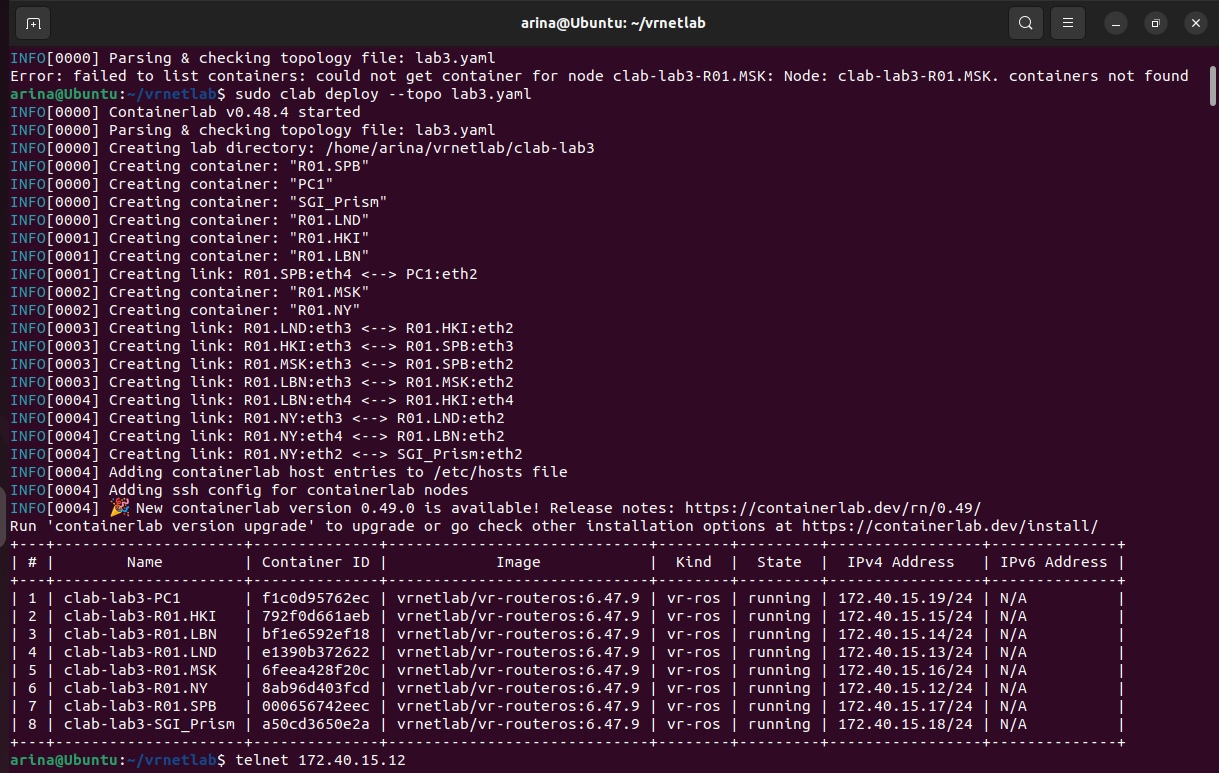 arina@Ubuntu: ~/vrnetlab
INFO[0000] Parsing & checking topology file: lab3.yaml
Error: failed to list containers: could not get container for node clab-lab3-R01.MSK: Node: clab-lab3-R01.MSK. containers not found
arina@Ubuntu:~/vrnetlab$ sudo clab deploy --topo lab3.yaml
INFO[0000] Containerlab v0.48.4 started
INFO[0000] Parsing & checking topology file: lab3.yaml
INFO[0000] Creating lab directory: /home/arina/vrnetlab/clab-lab3
INFO[0000] Creating container: "R01.SPB"
INFO[0000] Creating container: "PC1"
INFO[0000] Creating container: "SGI_Prism"
INFO[0000] Creating container: "R01.LND"
INFO[0001] Creating container: "R01.HKI"
INFO[0001] Creating container: "R01.LBN"
INFO[0001] Creating link: R01.SPB:eth4 <--> PC1:eth2
INFO[0002] Creating container: "R01.MSK"
INFO[0002] Creating container: "R01.NY"
INFO[0003] Creating link: R01.LND:eth3 <--> R01.HKI:eth2
INFO[0003] Creating link: R01.HKI:eth3 <--> R01.SPB:eth3
INFO[0003] Creating link: R01.MSK:eth3 <--> R01.SPB:eth2
INFO[0003] Creating link: R01.LBN:eth3 <--> R01.MSK:eth2
INFO[0004] Creating link: R01.LBN:eth4 <--> R01.HKI:eth4
INFO[0004] Creating link: R01.NY:eth3 <--> R01.LND:eth2
INFO[0004] Creating link: R01.NY:eth4 <--> R01.LBN:eth2
INFO[0004] Creating link: R01.NY:eth2 <--> SGI_Prism:eth2
INFO[0004] Adding containerlab host entries to /etc/hosts file
INFO[0004] Adding ssh config for containerlab nodes
INFO[0004] 🎉 New containerlab version 0.49.0 is available! Release notes: https://containerlab.dev/rn/0.49/
Run 'containerlab version upgrade' to upgrade or go check other installation options at https://containerlab.dev/install/
+---+---------------------+--------------+-----------------------------+--------+---------+-----------------+--------------+
| # | Name | Container ID | Image | Kind | State | IPv4 Address | IPv6 Address |
+---+---------------------+--------------+-----------------------------+--------+---------+-----------------+--------------+
| 1 | clab-lab3-PC1 | f1c0d95762ec | vrnetlab/vr-routeros:6.47.9 | vr-ros | running | 172.40.15.19/24 | N/A |
| 2 | clab-lab3-R01.HKI | 792f0d661aeb | vrnetlab/vr-routeros:6.47.9 | vr-ros | running | 172.40.15.15/24 | N/A |
| 3 | clab-lab3-R01.LBN | bf1e6592ef18 | vrnetlab/vr-routeros:6.47.9 | vr-ros | running | 172.40.15.14/24 | N/A |
| 4 | clab-lab3-R01.LND | e1390b372622 | vrnetlab/vr-routeros:6.47.9 | vr-ros | running | 172.40.15.13/24 | N/A |
| 5 | clab-lab3-R01.MSK | 6feea428f20c | vrnetlab/vr-routeros:6.47.9 | vr-ros | running | 172.40.15.16/24 | N/A |
| 6 | clab-lab3-R01.NY | 8ab96d403fcd | vrnetlab/vr-routeros:6.47.9 | vr-ros | running | 172.40.15.12/24 | N/A |
| 7 | clab-lab3-R01.SPB | 000656742eec | vrnetlab/vr-routeros:6.47.9 | vr-ros | running | 172.40.15.17/24 | N/A |
| 8 | clab-lab3-SGI_Prism | a50cd3650e2a | vrnetlab/vr-routeros:6.47.9 | vr-ros | running | 172.40.15.18/24 | N/A |
+---+---------------------+--------------+-----------------------------+--------+---------+-----------------+--------------+
arina@Ubuntu:~/vrnetlab$ telnet 172.40.15.12